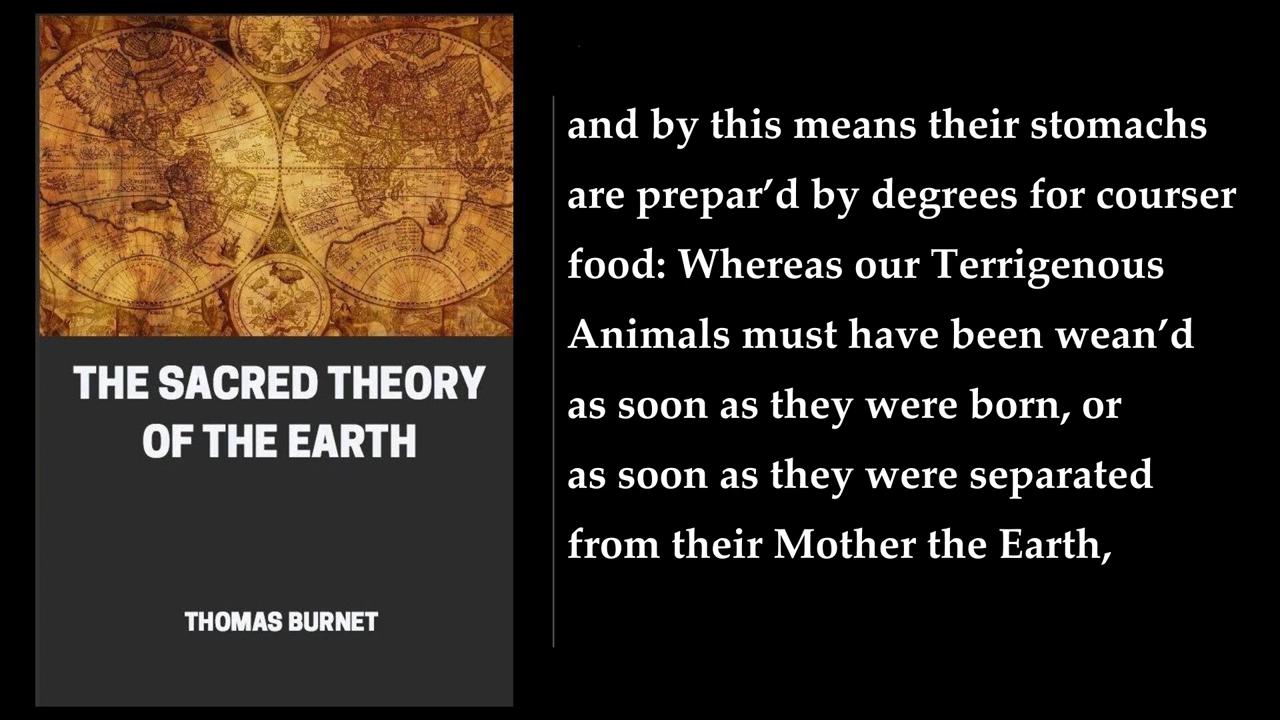 THE SACRED THEORY
OF THE EARTH
THOMAS BURNET
and by this means their stomachs
are prepar’d by degrees for courser
food: Whereas our Terrigenous
Animals must have been wean’d
as soon as they were born, or
as soon as they were separated
from their Mother the Earth,